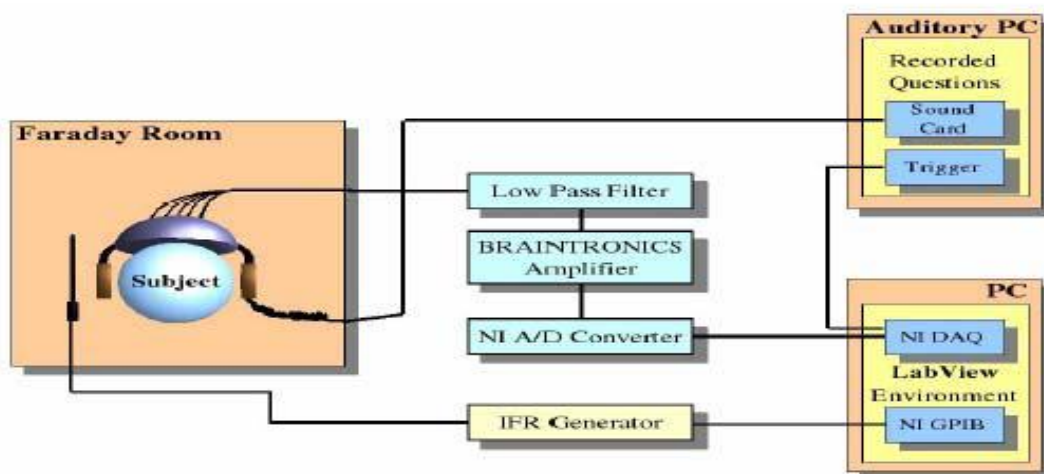 Auditory PC
Recorded
Questions
Sound
Card
Trigger
Faraday Room
Subject
Low Pass Filter
BRAINTRONICS
Amplifier
NI A/D Converter
IFR Generator
PC
NI DAQ
LabView
Environment
NI GPIB